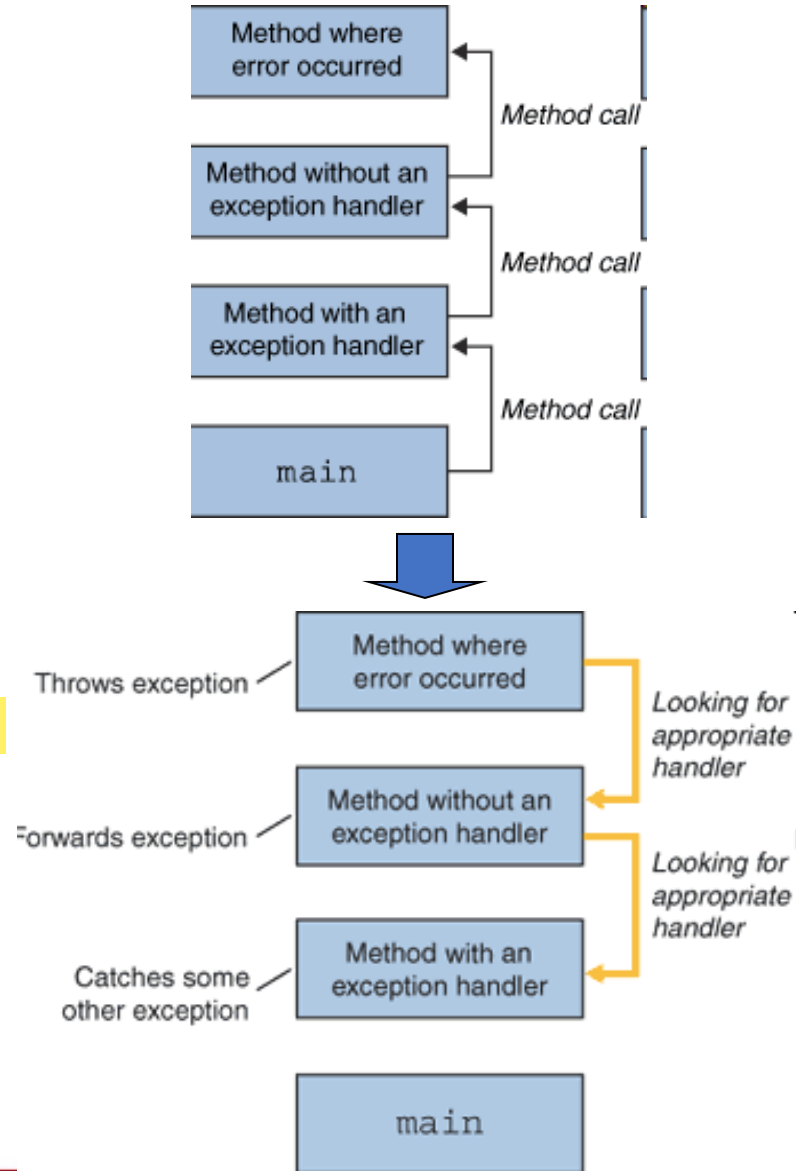 Method where
error occurred
Method call
Method without an
exception handler
Method call
Method with an
exception handler
Method call
main
Method where
error occurred
Throws exception
Looking for
appropriate
handler
Method without an
exception handler
Forwards exception
Looking for
appropriate
handler
Method with an
exception handler
Catches some
other exception
main